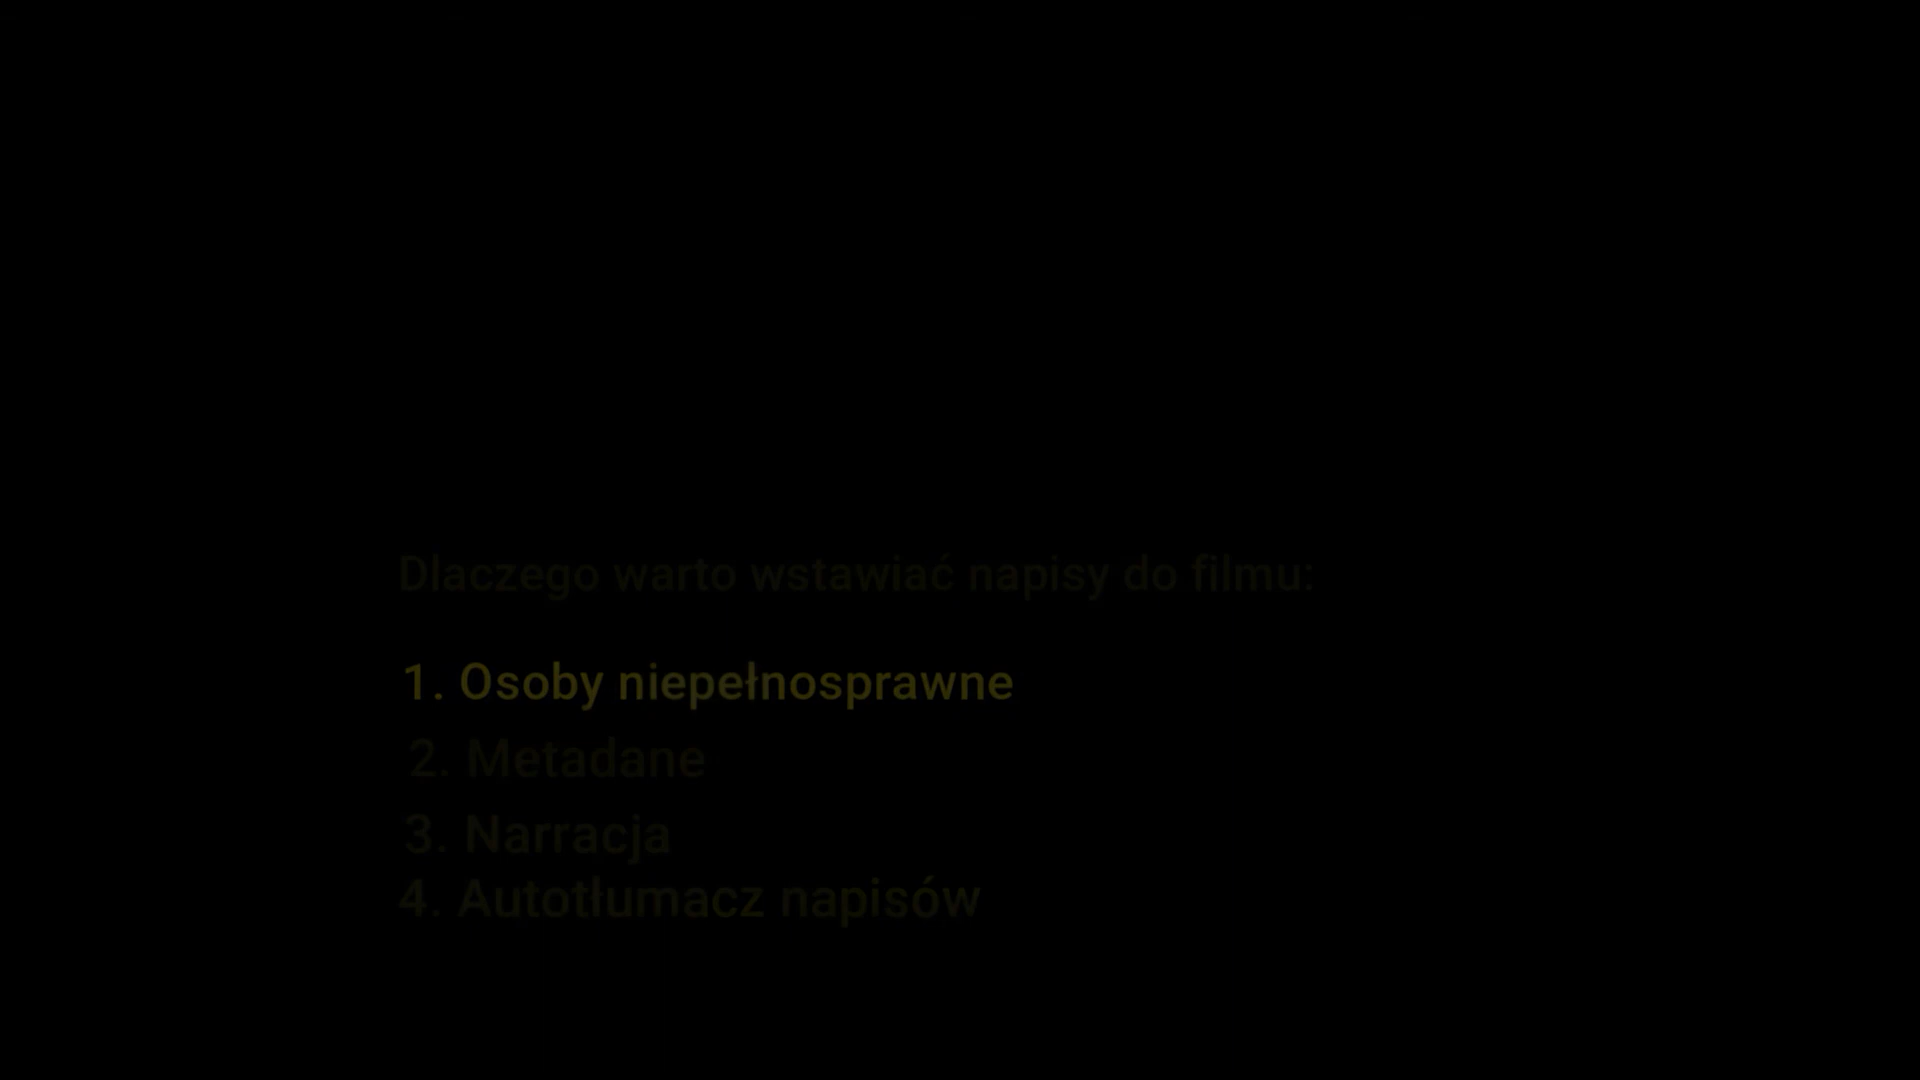 Dlaczego warto wstawiać napisy do filmu:
1. Osoby niepełnosprawne
2. Metadane
3. Narracja
4. Autotłumacz napisów